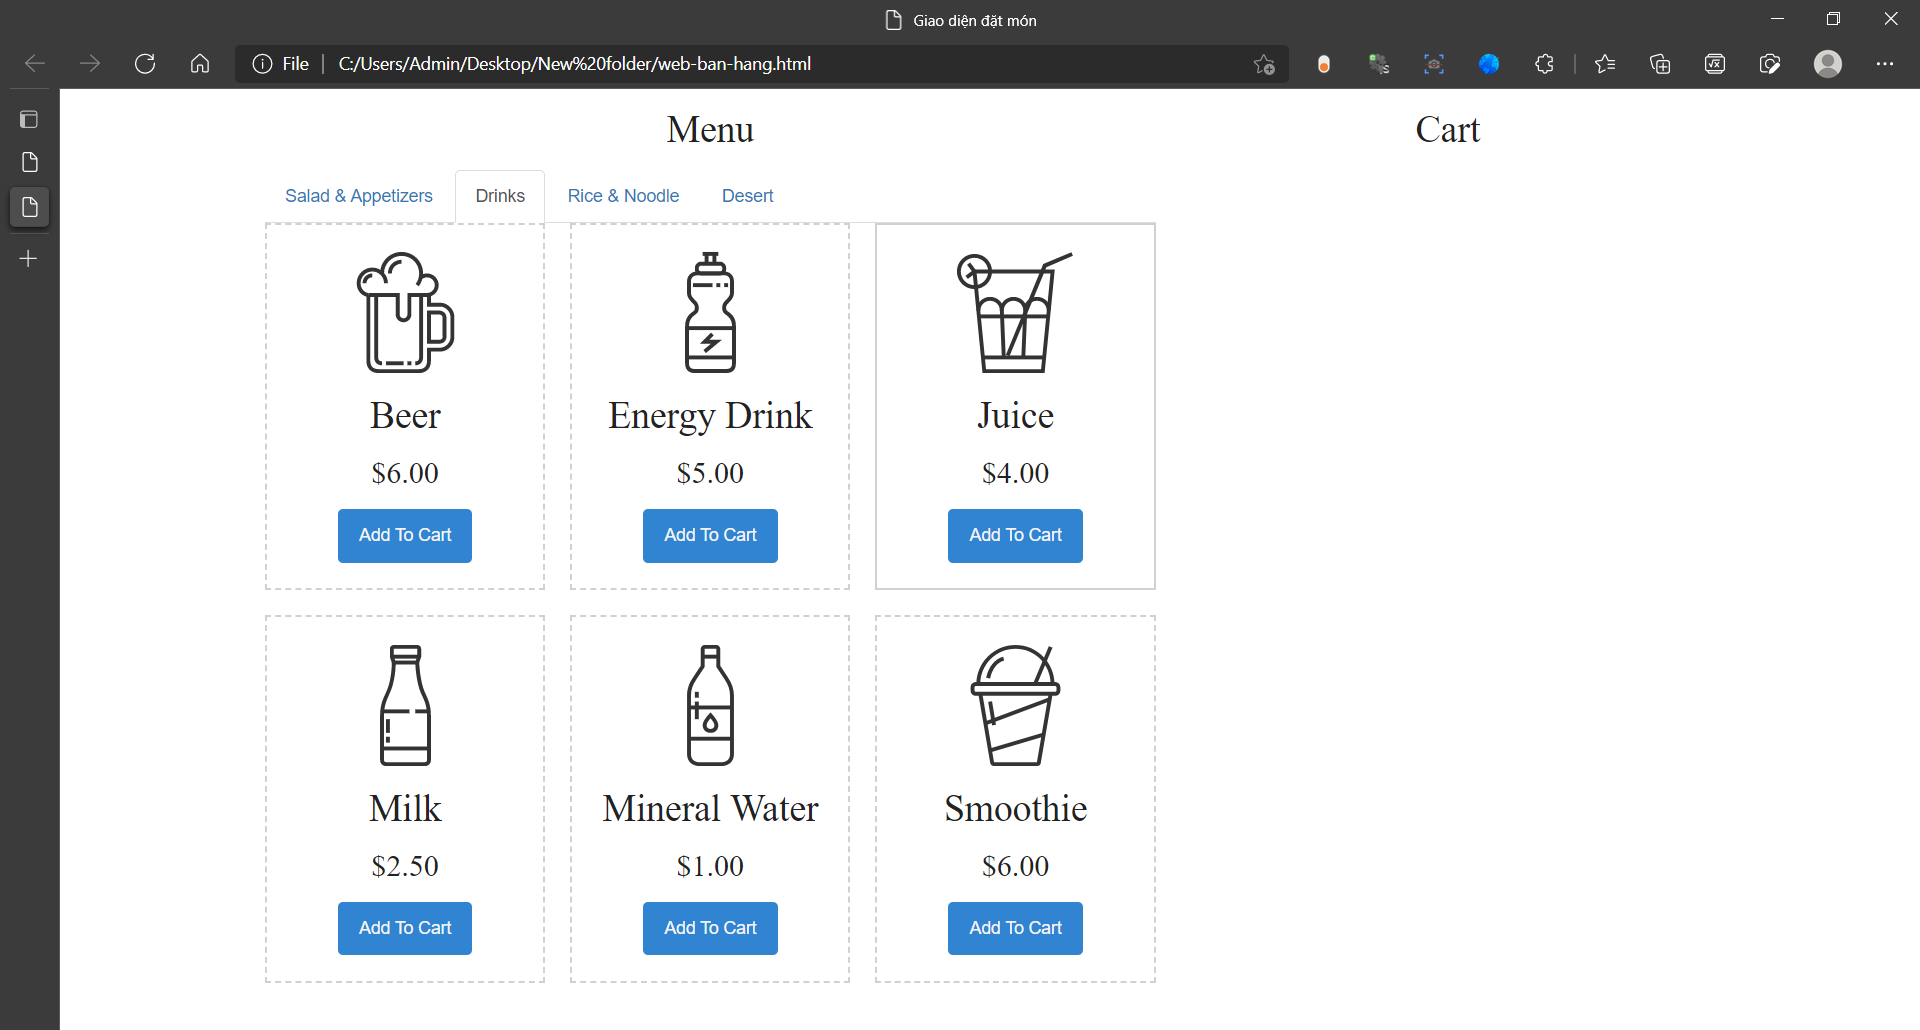 Giao diện đặt món
File
C:/Users/Admin/Desktop/New%20folder/web-ban-hang.html
Menu
Cart
Salad & Appetizers
Drinks
Rice & Noodle
Desert
Beer
Energy Drink
Juice
$6.00
$5.00
$4.00
Add To Cart
Add To Cart
Add To Cart
Milk
Mineral Water
Smoothie
$2.50
$1.00
$6.00
Add To Cart
Add To Cart
Add To Cart